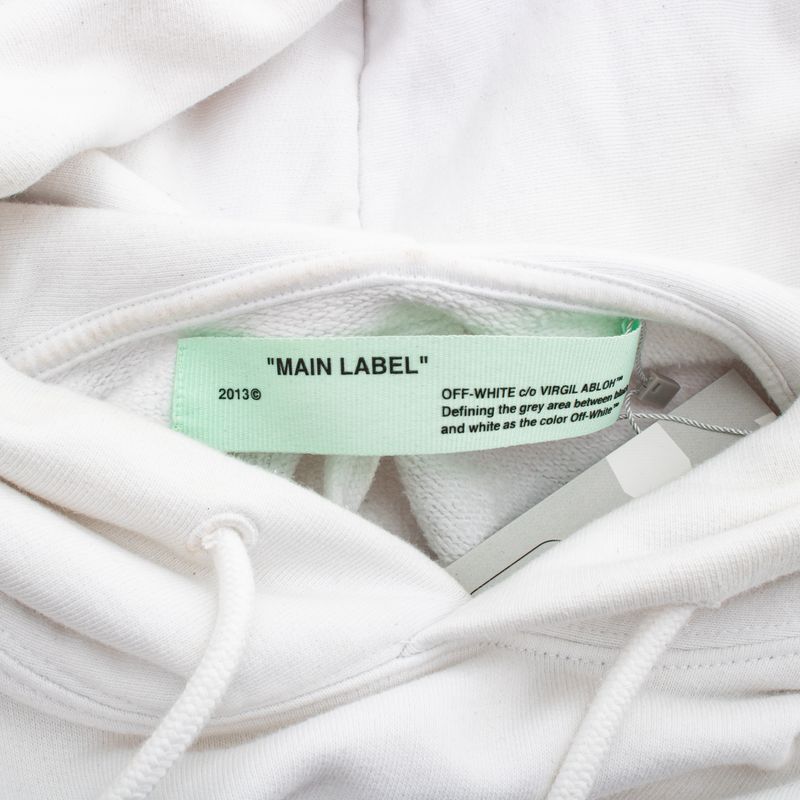 "MAIN LABEL"
2013©
OFF-WHITE c/o VIRGIL ABLOH™
Defining the grey area between black
and white as the color Off-White™